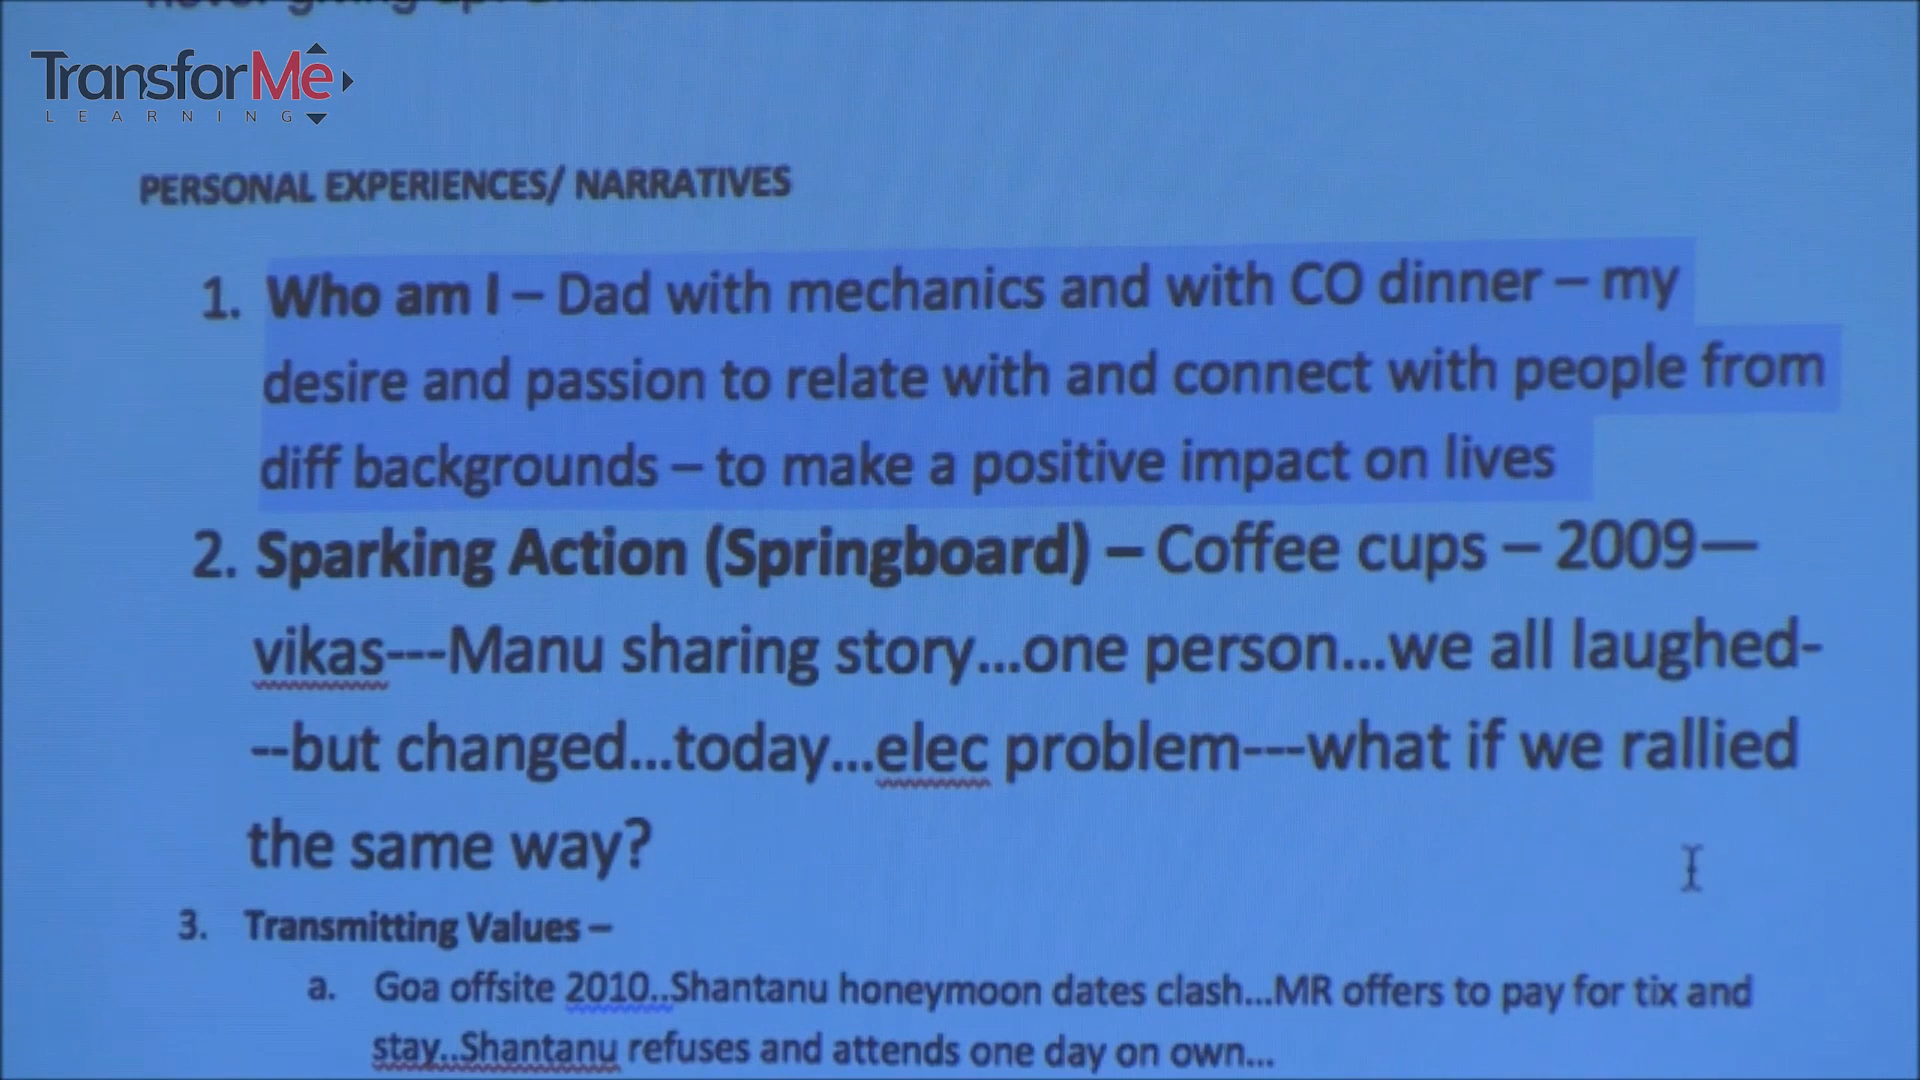 TransforMe
LEARNING
PERSONAL EXPERIENCES/ NARRATIVES
1. Who am I – Dad with mechanics and with CO dinner – my
desire and passion to relate with and connect with people from
diff backgrounds – to make a positive impact on lives
2. Sparking Action (Springboard) – Coffee cups – 2009—
vikas---Manu sharing story...one person...we all laughed-
--but changed...today...elec problem---what if we rallied
the same way?
3. Transmitting Values –
a. Goa offsite 2010..Shantanu honeymoon dates clash...MR offers to pay for tix and
stay..Shantanu refuses and attends one day on own...